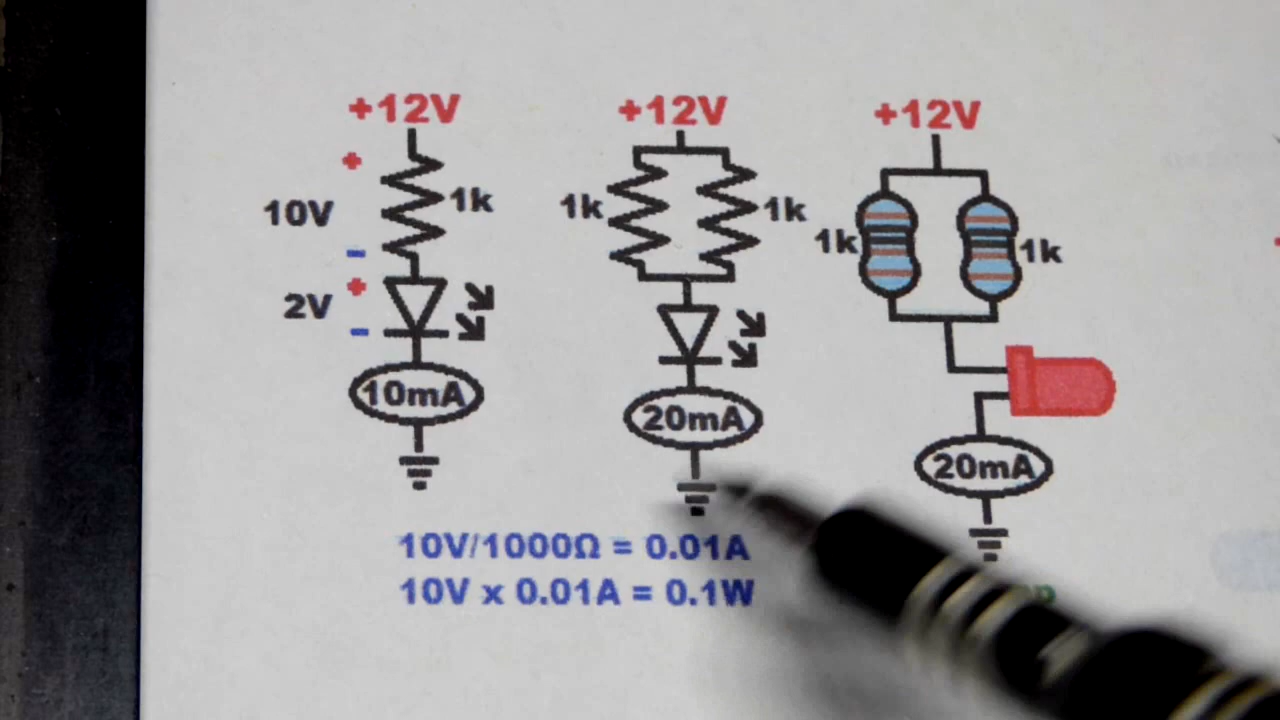 +12V +12V +12V
+
10V 1k 1k 1k 1k 1k
-
+
2V
-
10mA 20mA 20mA
10V/1000Ω = 0.01A
10V x 0.01A = 0.1W